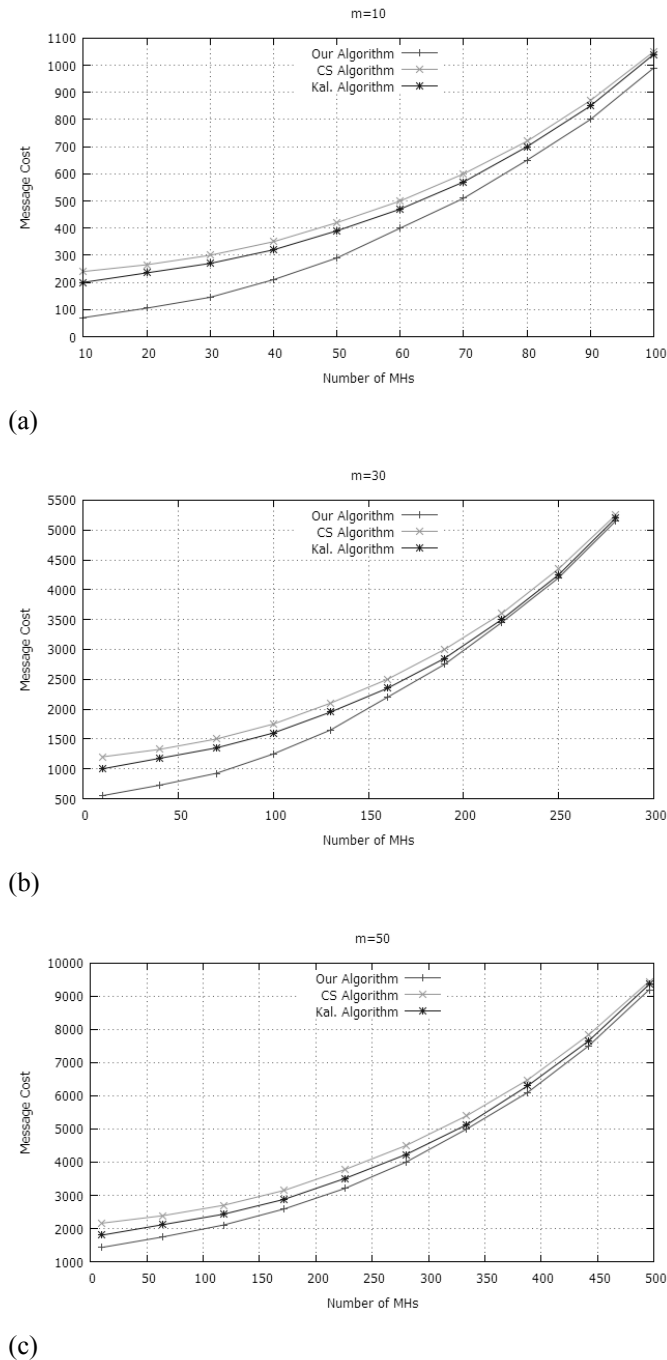 m=10
1100
1000
900
800
700
600
500
400
300
200
100
0
Message Cost
Our Algorithm
CS Algorithm
Kal. Algorithm
10 20 30 40 50 60 70 80 90 100
Number of MHs
(a)
m=30
5500
5000
4500
4000
3500
3000
2500
2000
1500
1000
500
Message Cost
Our Algorithm
CS Algorithm
Kal. Algorithm
0 50 100 150 200 250 300
Number of MHs
(b)
m=50
10000
9000
8000
7000
6000
5000
4000
3000
2000
1000
Message Cost
Our Algorithm
CS Algorithm
Kal. Algorithm
0 50 100 150 200 250 300 350 400 450 500
Number of MHs
(c)